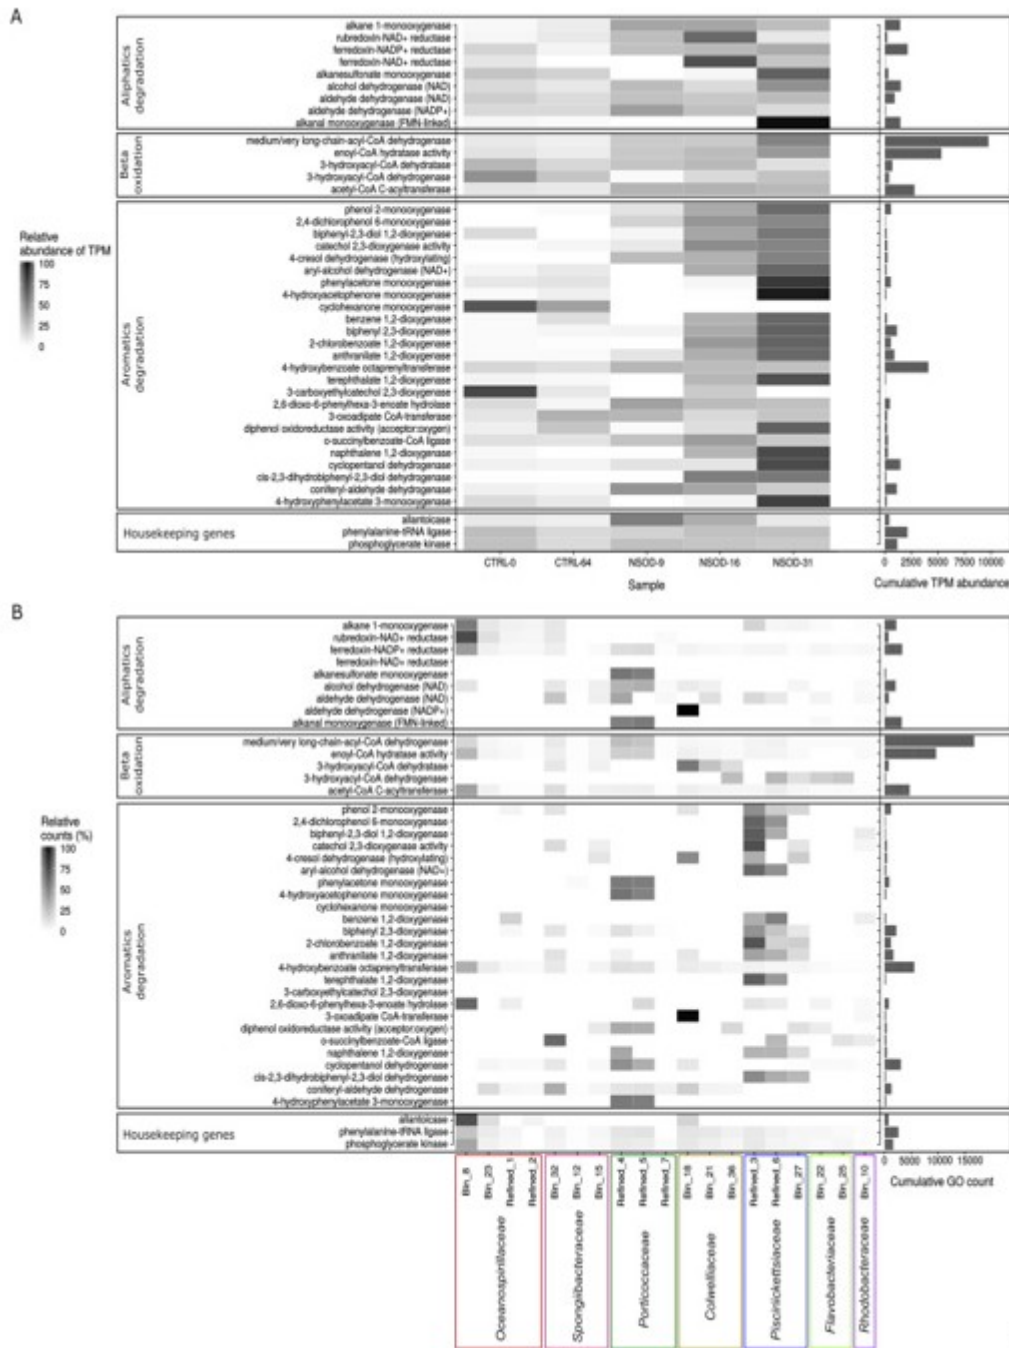 A
Aliphatics degradation
alkane 1-monooxygenase
rubredoxin-NAD+ reductase
ferredoxin-NADP+ reductase
ferredoxin-NAD+ reductase
alkanesulfonate monooxygenase
alcohol dehydrogenase (NAD)
aldehyde dehydrogenase (NAD)
aldehyde dehydrogenase (NADP+)
alkanal monooxygenase (FMN-linked)
Beta oxidation
medium/very long-chain-acyl-CoA dehydrogenase
enoyl-CoA hydratase activity
3-hydroxyacyl-CoA dehydratase
3-hydroxyacyl-CoA dehydrogenase
acetyl-CoA C-acyltransferase
Relative
abundance of TPM
100
75
50
25
0
Aromatics degradation
phenol 2-monooxygenase
2,4-dichlorophenol 6-monooxygenase
biphenyl-2,3-diol 1,2-dioxygenase
catechol 2,3-dioxygenase activity
4-cresol dehydrogenase (hydroxylating)
aryl-alcohol dehydrogenase (NAD+)
phenylacetone monooxygenase
4-hydroxyacetophenone monooxygenase
cyclohexanone monooxygenase
benzene 1,2-dioxygenase
biphenyl 2,3-dioxygenase
2-chlorobenzoate 1,2-dioxygenase
anthranilate 1,2-dioxygenase
4-hydroxybenzoate octaprenyltransferase
terephthalate 1,2-dioxygenase
3-carboxyethylcatechol 2,3-dioxygenase
2,6-dioxo-6-phenylhexa-3-enoate hydrolase
3-oxoadipate CoA-transferase
diphenol oxidoreductase activity (acceptor:oxygen)
o-succinylbenzoate-CoA ligase
naphthalene 1,2-dioxygenase
cyclopentanol dehydrogenase
cis-2,3-dihydrobiphenyl-2,3-diol dehydrogenase
coniferyl-aldehyde dehydrogenase
4-hydroxyphenylacetate 3-monooxygenase
Housekeeping genes
allantoicase
phenylalanine-tRNA ligase
phosphoglycerate kinase
CTRL-0 CTRL-64 NSOD-9 NSOD-16 NSOD-31
Sample
0 2500 5000 7500 10000
Cumulative TPM abundance
B
Aliphatics degradation
alkane 1-monooxygenase
rubredoxin-NAD+ reductase
ferredoxin-NADP+ reductase
ferredoxin-NAD+ reductase
alkanesulfonate monooxygenase
alcohol dehydrogenase (NAD)
aldehyde dehydrogenase (NAD)
aldehyde dehydrogenase (NADP+)
alkanal monooxygenase (FMN-linked)
Beta oxidation
medium/very long-chain-acyl-CoA dehydrogenase
enoyl-CoA hydratase activity
3-hydroxyacyl-CoA dehydratase
3-hydroxyacyl-CoA dehydrogenase
acetyl-CoA C-acyltransferase
Relative
counts (%)
100
75
50
25
0
Aromatics degradation
phenol 2-monooxygenase
2,4-dichlorophenol 6-monooxygenase
biphenyl-2,3-diol 1,2-dioxygenase
catechol 2,3-dioxygenase activity
4-cresol dehydrogenase (hydroxylating)
aryl-alcohol dehydrogenase (NAD+)
phenylacetone monooxygenase
4-hydroxyacetophenone monooxygenase
cyclohexanone monooxygenase
benzene 1,2-dioxygenase
biphenyl 2,3-dioxygenase
2-chlorobenzoate 1,2-dioxygenase
anthranilate 1,2-dioxygenase
4-hydroxybenzoate octaprenyltransferase
terephthalate 1,2-dioxygenase
3-carboxyethylcatechol 2,3-dioxygenase
2,6-dioxo-6-phenylhexa-3-enoate hydrolase
3-oxoadipate CoA-transferase
diphenol oxidoreductase activity (acceptor:oxygen)
o-succinylbenzoate-CoA ligase
naphthalene 1,2-dioxygenase
cyclopentanol dehydrogenase
cis-2,3-dihydrobiphenyl-2,3-diol dehydrogenase
coniferyl-aldehyde dehydrogenase
4-hydroxyphenylacetate 3-monooxygenase
Housekeeping genes
allantoicase
phenylalanine-tRNA ligase
phosphoglycerate kinase
0 5000 10000 15000
Cumulative GO count
Bin_8 Bin_23 Refined_1 Refined_2 Bin_32 Bin_12 Bin_15 Refined_4 Refined_5 Refined_7 Bin_18 Bin_21 Bin_36 Refined_3 Refined_6 Bin_27 Bin_22 Bin_25 Bin_10
Oceanospirillaceae Spongiibacteraceae Porticoccaceae Colwelliaceae Piscirickettsiaceae Flavobacteriaceae Rhodobacteraceae